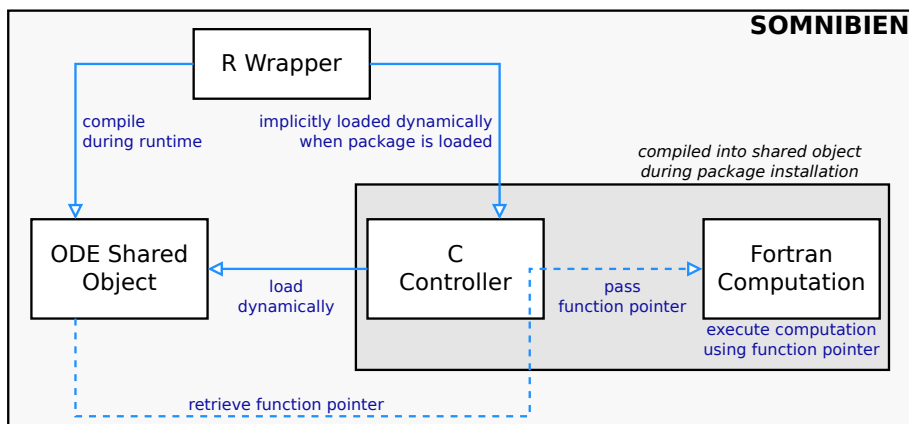 SOMNIBIEN
R Wrapper
compile
during runtime
implicitly loaded dynamically
when package is loaded
compiled into shared object
during package installation
ODE Shared
Object
C
Controller
Fortran
Computation
load
dynamically
pass
function pointer
execute computation
using function pointer
retrieve function pointer